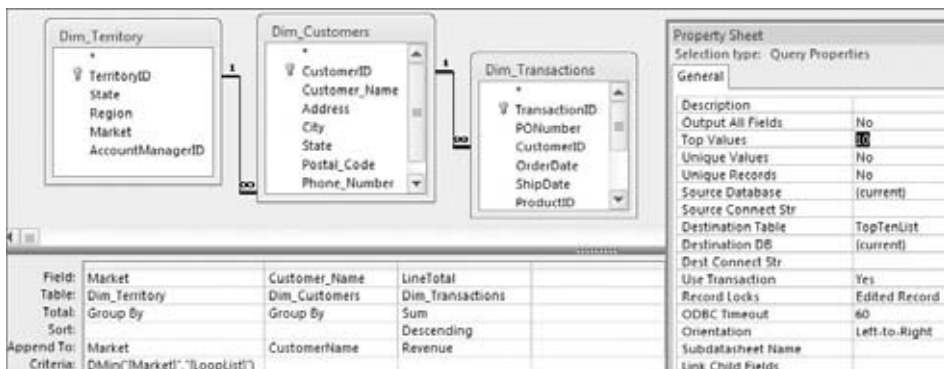 Dim_Territory
*
TerritoryID
State
Region
Market
AccountManagerID
1
∞
Dim_Customers
*
CustomerID
Customer_Name
Address
City
State
Postal_Code
Phone_Number
1
∞
Dim_Transactions
*
TransactionID
PONumber
CustomerID
OrderDate
ShipDate
ProductID
Property Sheet
Selection type: Query Properties
General
Description
Output All Fields No
Top Values 10
Unique Values No
Unique Records No
Source Database (current)
Source Connect Str
Destination Table TopTenList
Destination DB (current)
Dest Connect Str
Use Transaction Yes
Record Locks Edited Record
ODBC Timeout 60
Orientation Left-to-Right
Subdatasheet Name
Link Child Fields
Field: Market Customer_Name LineTotal
Table: Dim_Territory Dim_Customers Dim_Transactions
Total: Group By Group By Sum
Sort: Descending
Append To: Market CustomerName Revenue
Criteria: DMin("[Market]","[LoopList]")